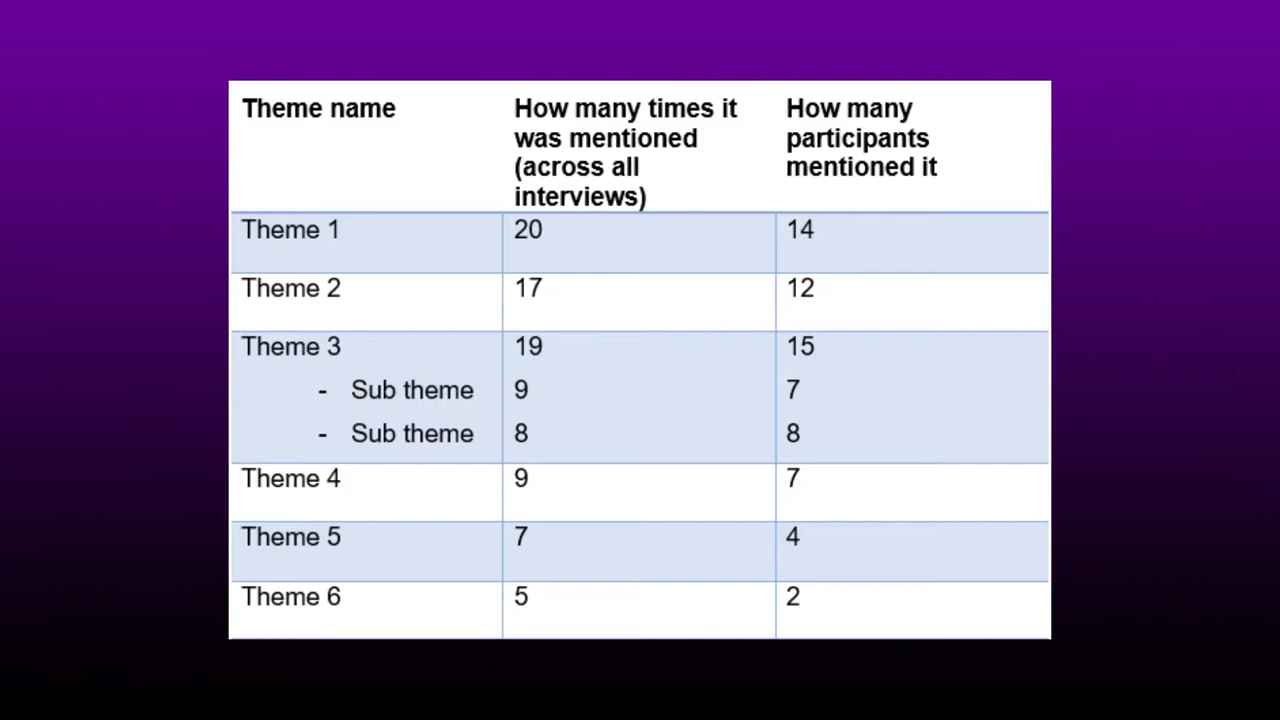 Theme name How many times it How many
was mentioned participants
(across all mentioned it
interviews)
Theme 1 20 14
Theme 2 17 12
Theme 3 19 15
- Sub theme 9 7
- Sub theme 8 8
Theme 4 9 7
Theme 5 7 4
Theme 6 5 2